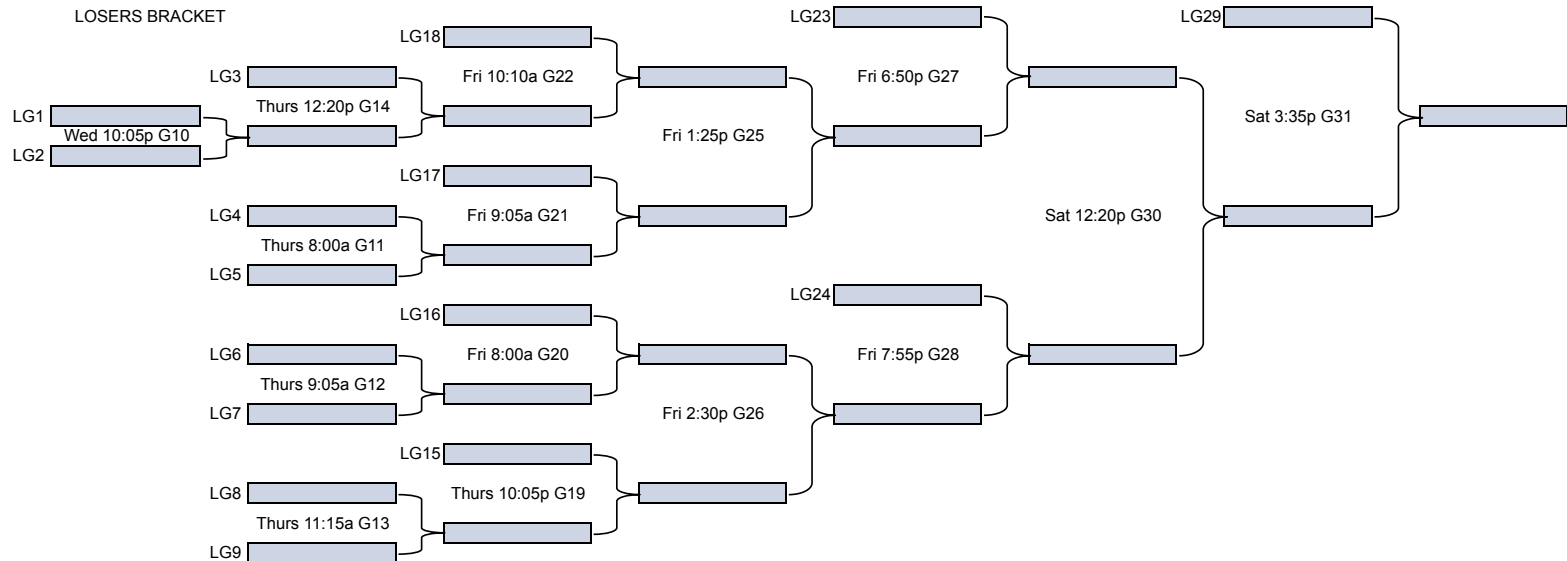 LOSERS BRACKET
LG23
LG29
LG18
LG3
Fri 10:10a G22
Fri 6:50p G27
Thurs 12:20p G14
LG1
Sat 3:35p G31
Wed 10:05p G10
Fri 1:25p G25
LG2
LG17
LG4
Fri 9:05a G21
Sat 12:20p G30
Thurs 8:00a G11
LG5
LG24
LG16
LG6
Fri 8:00a G20
Fri 7:55p G28
Thurs 9:05a G12
LG7
Fri 2:30p G26
LG15
LG8
Thurs 10:05p G19
Thurs 11:15a G13
LG9